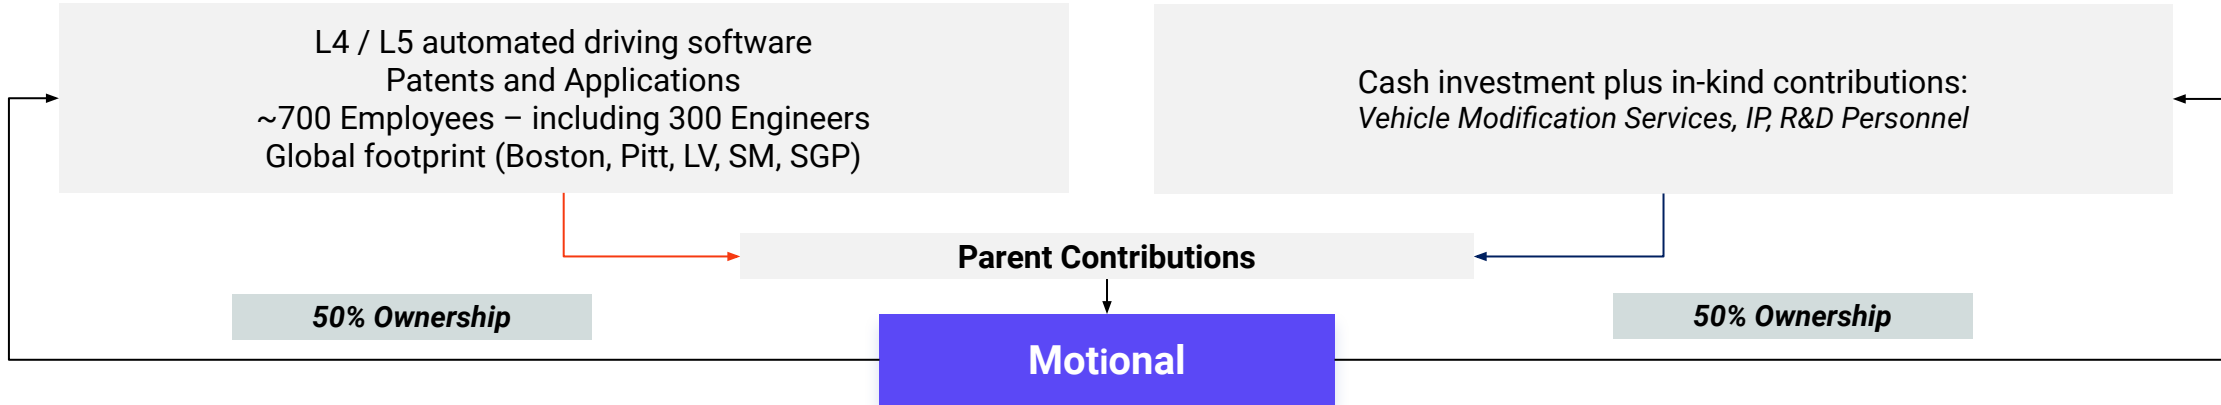 L4 / L5 automated driving software
Patents and Applications
~700 Employees – including 300 Engineers
Global footprint (Boston, Pitt, LV, SM, SGP)
Cash investment plus in-kind contributions:
Vehicle Modification Services, IP, R&D Personnel
Parent Contributions
50% Ownership
50% Ownership
Motional